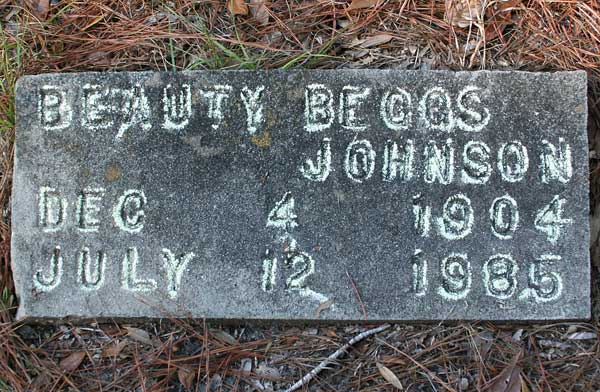 BEAUTY BEGGS
JOHNSON
DEC 4 1904
JULY 12 1985